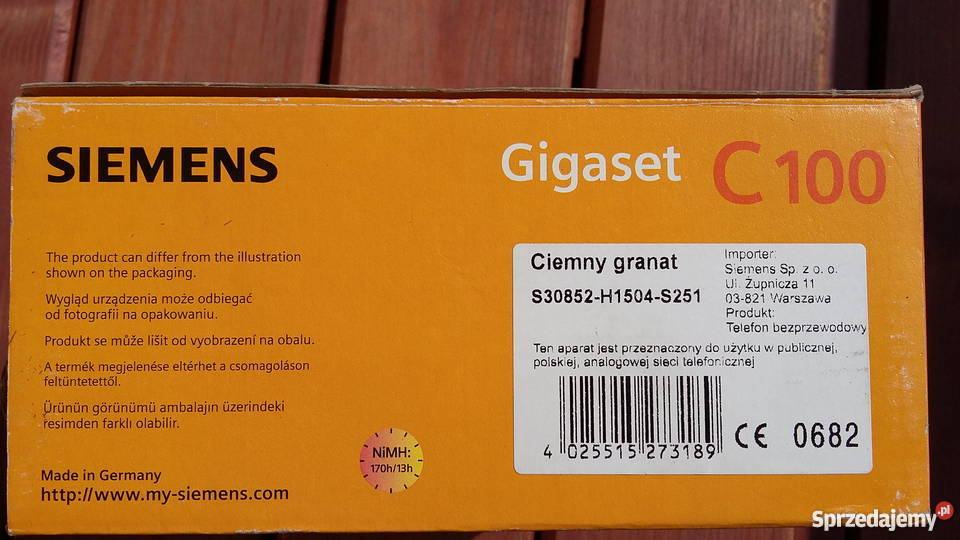 SIEMENS
Gigaset C100
The product can differ from the illustration
shown on the packaging.
Wygląd urządzenia może odbiegać
od fotografii na opakowaniu.
Produkt se může lišit od vyobrazení na obalu.
A termék megjelenése eltérhet a csomagoláson
feltüntetettől.
Ürünün görünümü ambalajın üzerindeki
resimden farklı olabilir.
Made in Germany
http://www.my-siemens.com
NiMH:
170h/13h
Ciemny granat
S30852-H1504-S251
Importer:
Siemens Sp. z o. o.
Ul. Żupnicza 11
03-821 Warszawa
Produkt:
Telefon bezprzewodowy
Ten aparat jest przeznaczony do użytku w publicznej,
polskiej, analogowej sieci telefonicznej
4 025515 273189
CE 0682
Sprzedajemy.pl